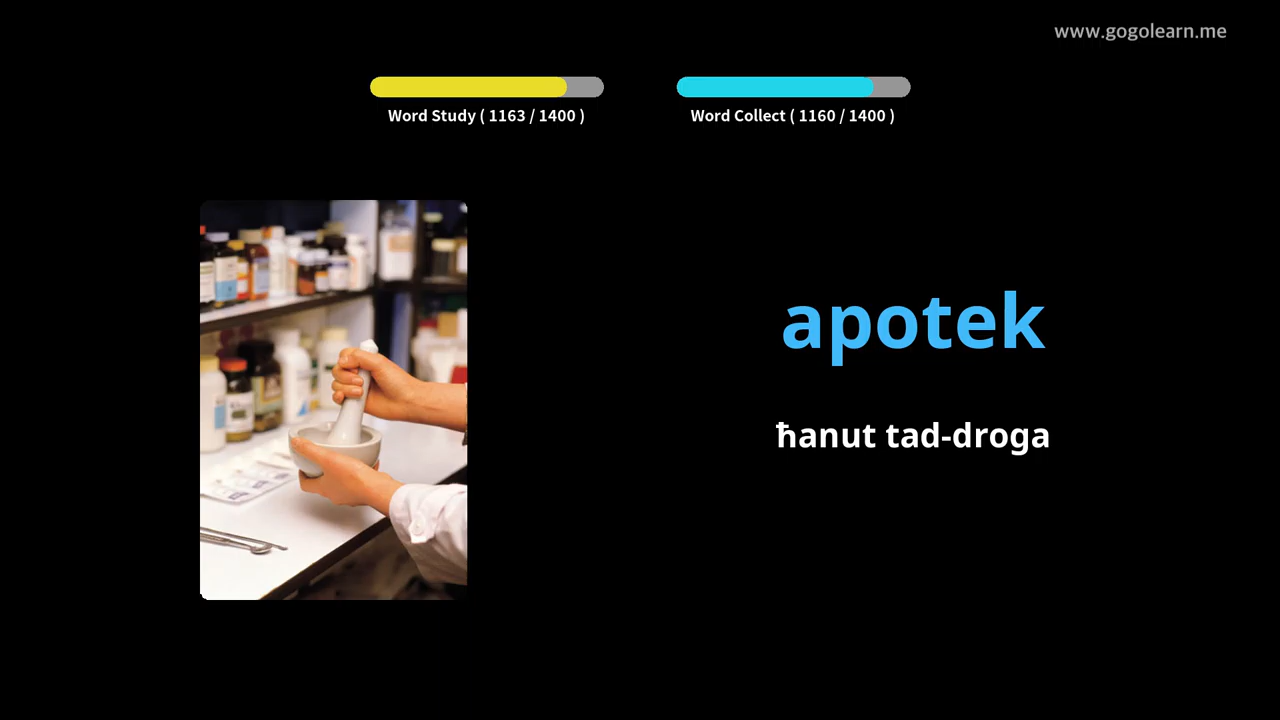 www.gogolearn.me
Word Study ( 1163 / 1400 )
Word Collect ( 1160 / 1400 )
apotek
ħanut tad-droga